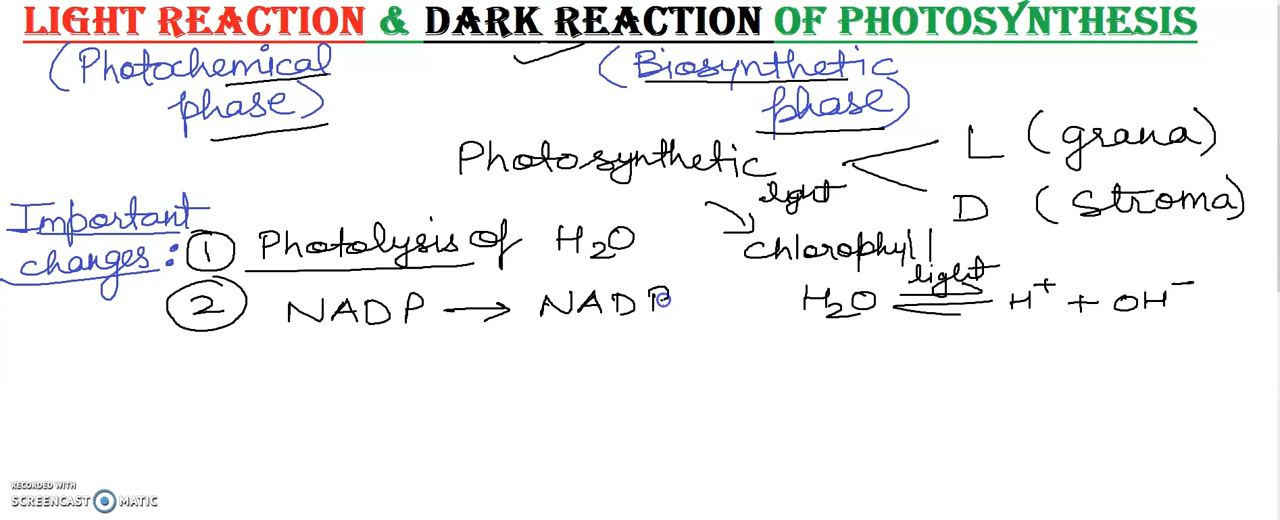 LIGHT REACTION & DARK REACTION OF PHOTOSYNTHESIS
(Photochemical phase)
(Biosynthetic phase)
Photosynthetic
L (grana)
D (stroma)
Important changes:
① Photolysis of H2O
light
chlorophyll
② NADP → NADP
H2O ⇌ H+ + OH-
light
RECORDED WITH
SCREENCAST MATIC